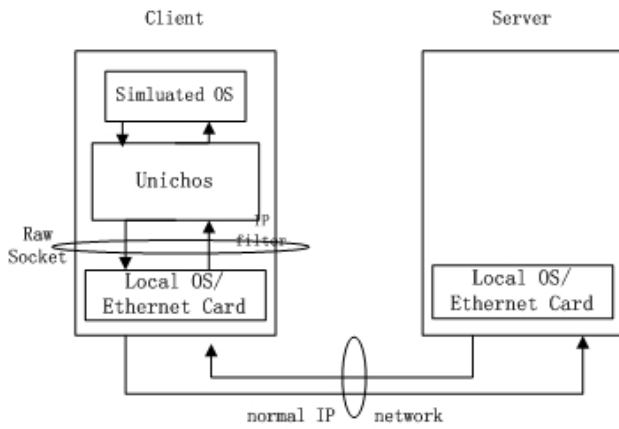 Client
Server
Simluated OS
Unichos
filter
Raw
Socket
Local OS/
Ethernet Card
Local OS/
Ethernet Card
normal IP network